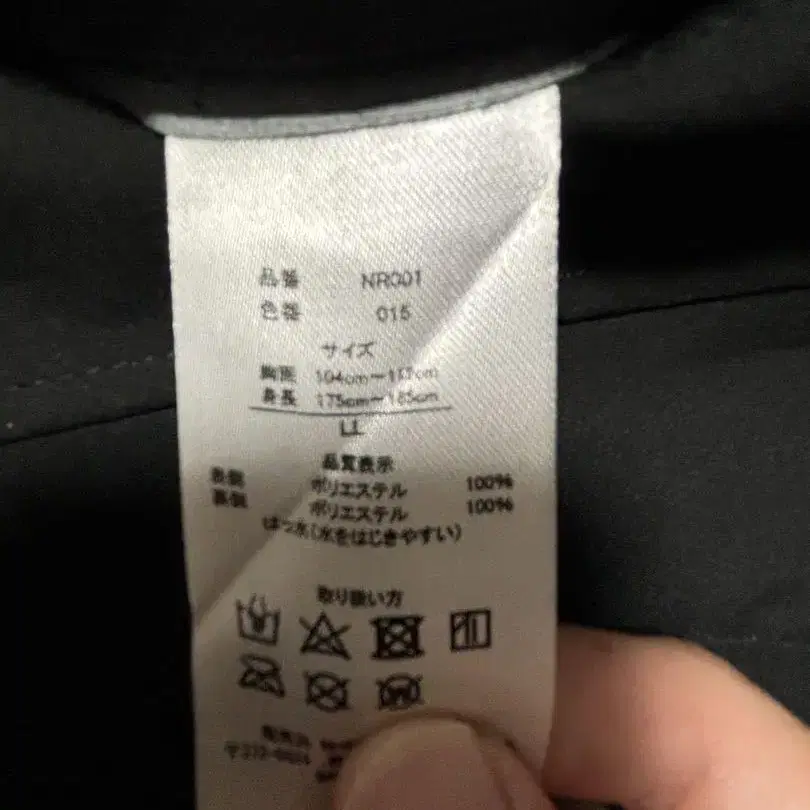 品番 NR001
色番 015
サイズ
胸囲 104cm～112cm
身長 175cm～185cm
LL
品質表示
表側 ポリエステル 100%
裏側 ポリエステル 100%
はっ水(水をはじきやすい)
取り扱い方
販売元